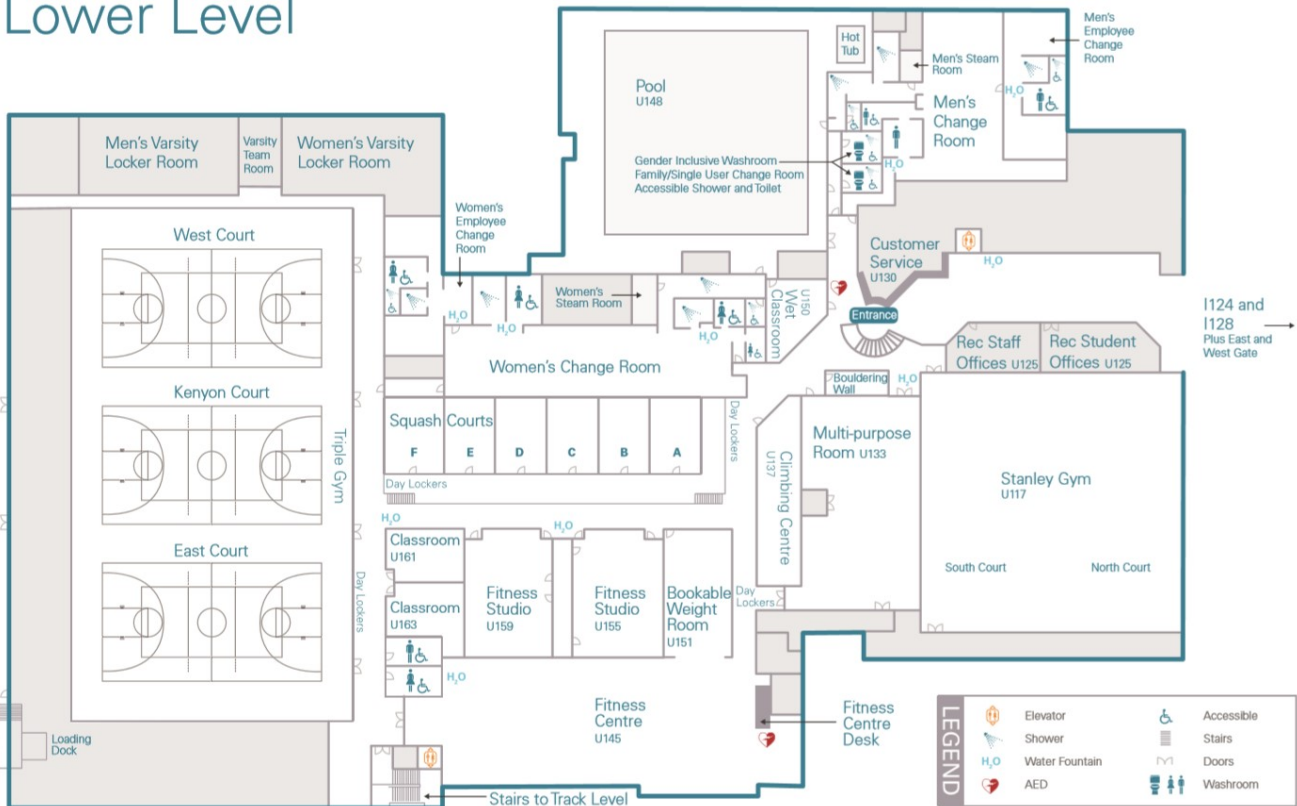 Lower Level
Men's
Employee
Change
Room
Hot
Tub
Men's Steam
Room
Pool
U148
H2O
Men's
Change
Room
Men's Varsity
Locker Room
Varsity
Team
Room
Women's Varsity
Locker Room
Gender Inclusive Washroom
Family/Single User Change Room
Accessible Shower and Toilet
H2O
Women's
Employee
Change
Room
West Court
Customer
Service
U130
H2O
Women's
Steam Room
U150
Wet
Classroom
Entrance
I124 and
I128
Plus East and
West Gate
H2O
H2O
H2O
Rec Staff
Offices U125
Rec Student
Offices U125
Women's Change Room
Bouldering
Wall
H2O
Kenyon Court
Squash Courts
F
E
D
C
B
A
Day Lockers
Day Lockers
Triple Gym
Multi-purpose
Room U133
Climbing Centre
U137
Stanley Gym
U117
South Court
North Court
H2O
H2O
Classroom
U161
East Court
Day Lockers
Classroom
U163
Fitness
Studio
U159
Fitness
Studio
U155
Bookable
Weight
Room
U151
Day
Lockers
H2O
Fitness
Centre
U145
Fitness
Centre
Desk
Loading
Dock
Stairs to Track Level
LEGEND
Elevator
Accessible
Shower
Stairs
H2O
Water Fountain
Doors
AED
Washroom